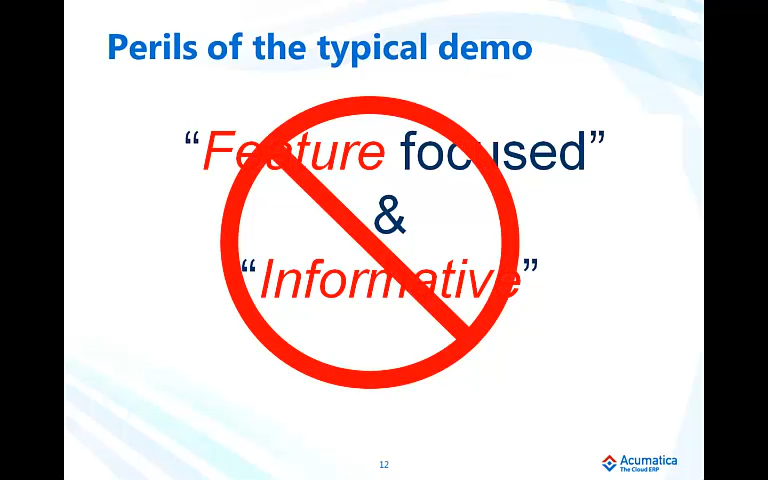 Perils of the typical demo
“Feature focused”
&
“Informative”
12
Acumatica
The Cloud ERP